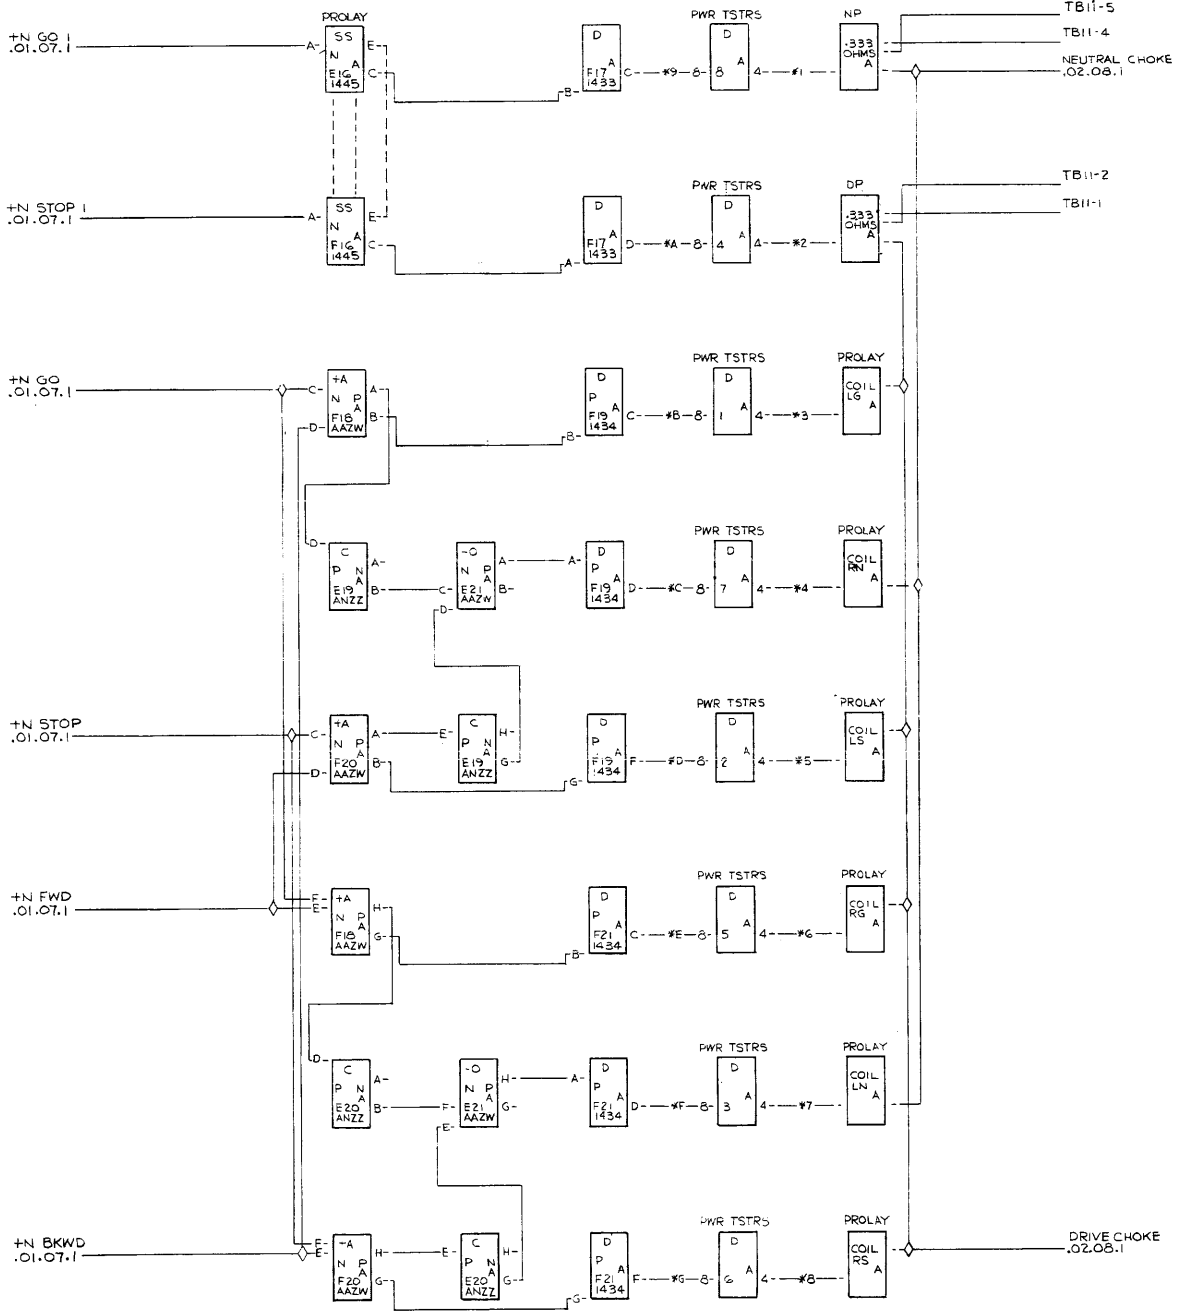 TB11-5
PROLAY
PWR TSTRS
NP
+N GO 1
.01.07.1
A- SS E-
N A C-
E16
1445
D
A
F17
1433
C *9 8
D
A
8
4 *1
.333
OHMS
A
TB11-4
NEUTRAL CHOKE
.02.08.1
B-
PWR TSTRS
DP
TB11-2
+N STOP 1
.01.07.1
A- SS E-
N A C-
F16
1445
D
A
F17
1433
D *A 8
D
A
4
4 *2
.333
OHMS
A
TB11-1
A-
PWR TSTRS
PROLAY
+N GO
.01.07.1
C- +A A-
N P
A B-
F18
AAZW
D-
D
P
A
F19
1434
C *B 8
D
A
1
4 *3
COIL
LG
A
B-
PWR TSTRS
PROLAY
D- C A-
P N
A
E19 B
ANZZ
C- -O A
N P
A
E21 B-
AAZW
D-
A- D
P
A
F19
1434
D *C 8
D
A
7
4 *4
COIL
RN
A
PWR TSTRS
PROLAY
+N STOP
.01.07.1
C- +A A
N P
A
F20 B
AAZW
D-
E- C H-
P N
A
E19 G-
ANZZ
D
P
A
F19
1434
F *D 8
D
A
2
4 *5
COIL
LS
A
G-
PWR TSTRS
PROLAY
+N FWD
.01.07.1
F-
E- +A H-
N P
A
F18 G-
AAZW
D
P
A
F21
1434
C *E 8
D
A
5
4 *6
COIL
RG
A
B-
PWR TSTRS
PROLAY
D- C A-
P N
A
E20 B
ANZZ
F- -O H
N P
A
E21 G-
AAZW
E-
A- D
P
A
F21
1434
D *F 8
D
A
3
4 *7
COIL
LN
A
PWR TSTRS
PROLAY
+N BKWD
.01.07.1
F-
E- -A H
N P
A
F20 G-
AAZW
E- C H-
P N
A
E20 G-
ANZZ
D
P
A
F21
1434
F *G 8
D
A
6
4 *8
COIL
RS
A
DRIVE CHOKE
.02.08.1
G-